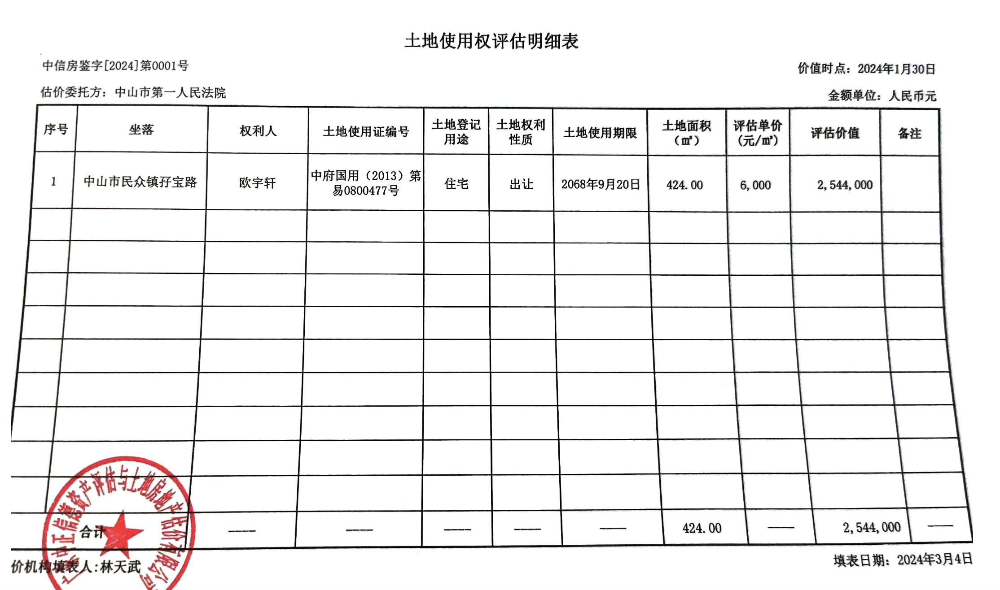 土地使用权评估明细表
中信房鉴字[2024]第0001号
价值时点：2024年1月30日
估价委托方：中山市第一人民法院
金额单位：人民币元
序号 坐落 权利人 土地使用证编号 土地登记用途 土地权利性质 土地使用期限 土地面积（㎡） 评估单价(元/㎡) 评估价值 备注
1 中山市民众镇孖宝路 欧宇轩 中府国用（2013）第易0800477号 住宅 出让 2068年9月20日 424.00 6,000 2,544,000
合计 ---- ---- ---- ---- ---- 424.00 ---- 2,544,000 ----
价机构填表人:林天武
填表日期：2024年3月4日
中正信德资产评估与土地房地产估价有限公司